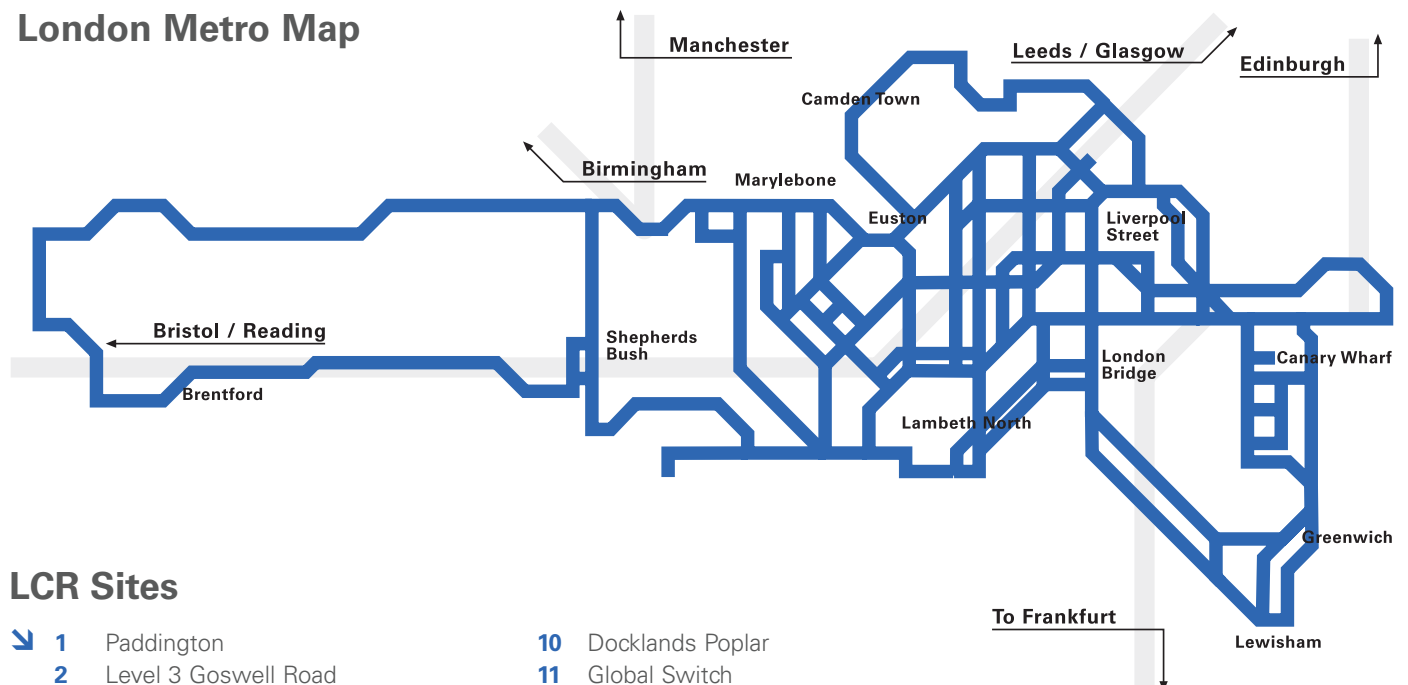 London Metro Map
Manchester
Leeds / Glasgow
Edinburgh
Camden Town
Birmingham
Marylebone
Euston
Liverpool
Street
Bristol / Reading
Shepherds
Bush
London
Bridge
Canary Wharf
Brentford
Lambeth North
Greenwich
LCR Sites
To Frankfurt
Lewisham
1 Paddington
10 Docklands Poplar
2 Level 3 Goswell Road
11 Global Switch